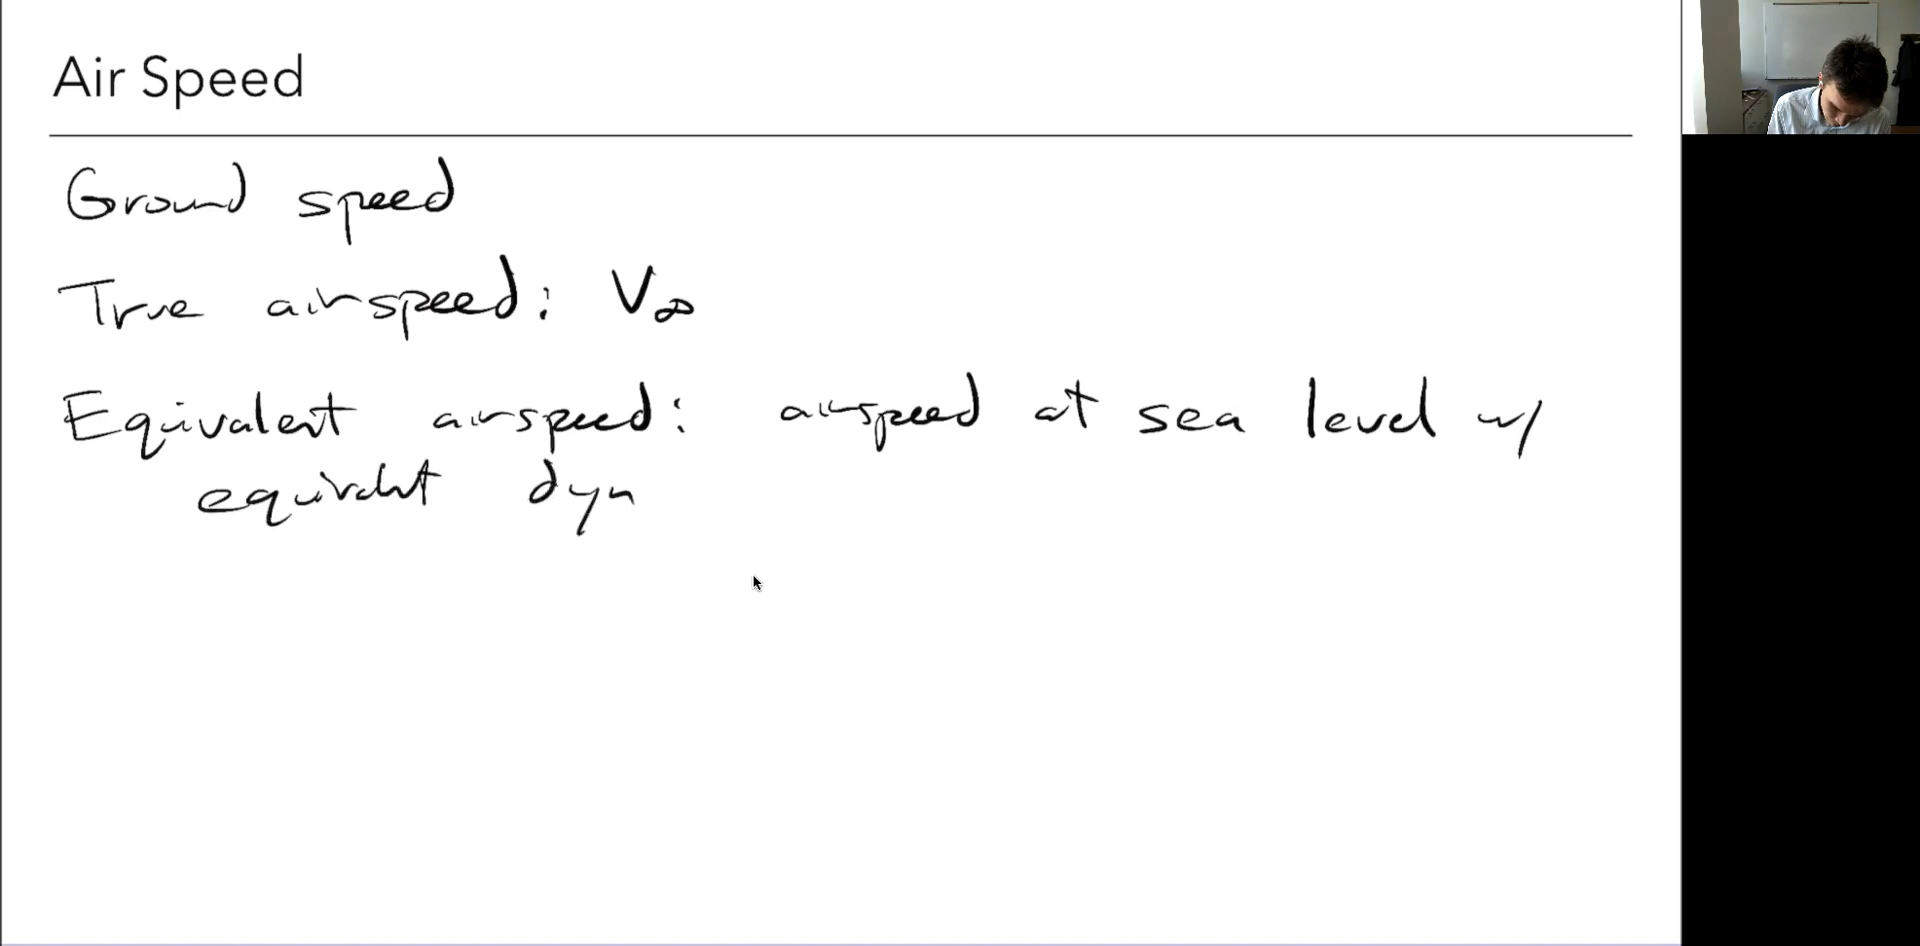 Air Speed
Ground speed
True airspeed: V∞
Equivalent airspeed: airspeed at sea level w/
equivalent dyn